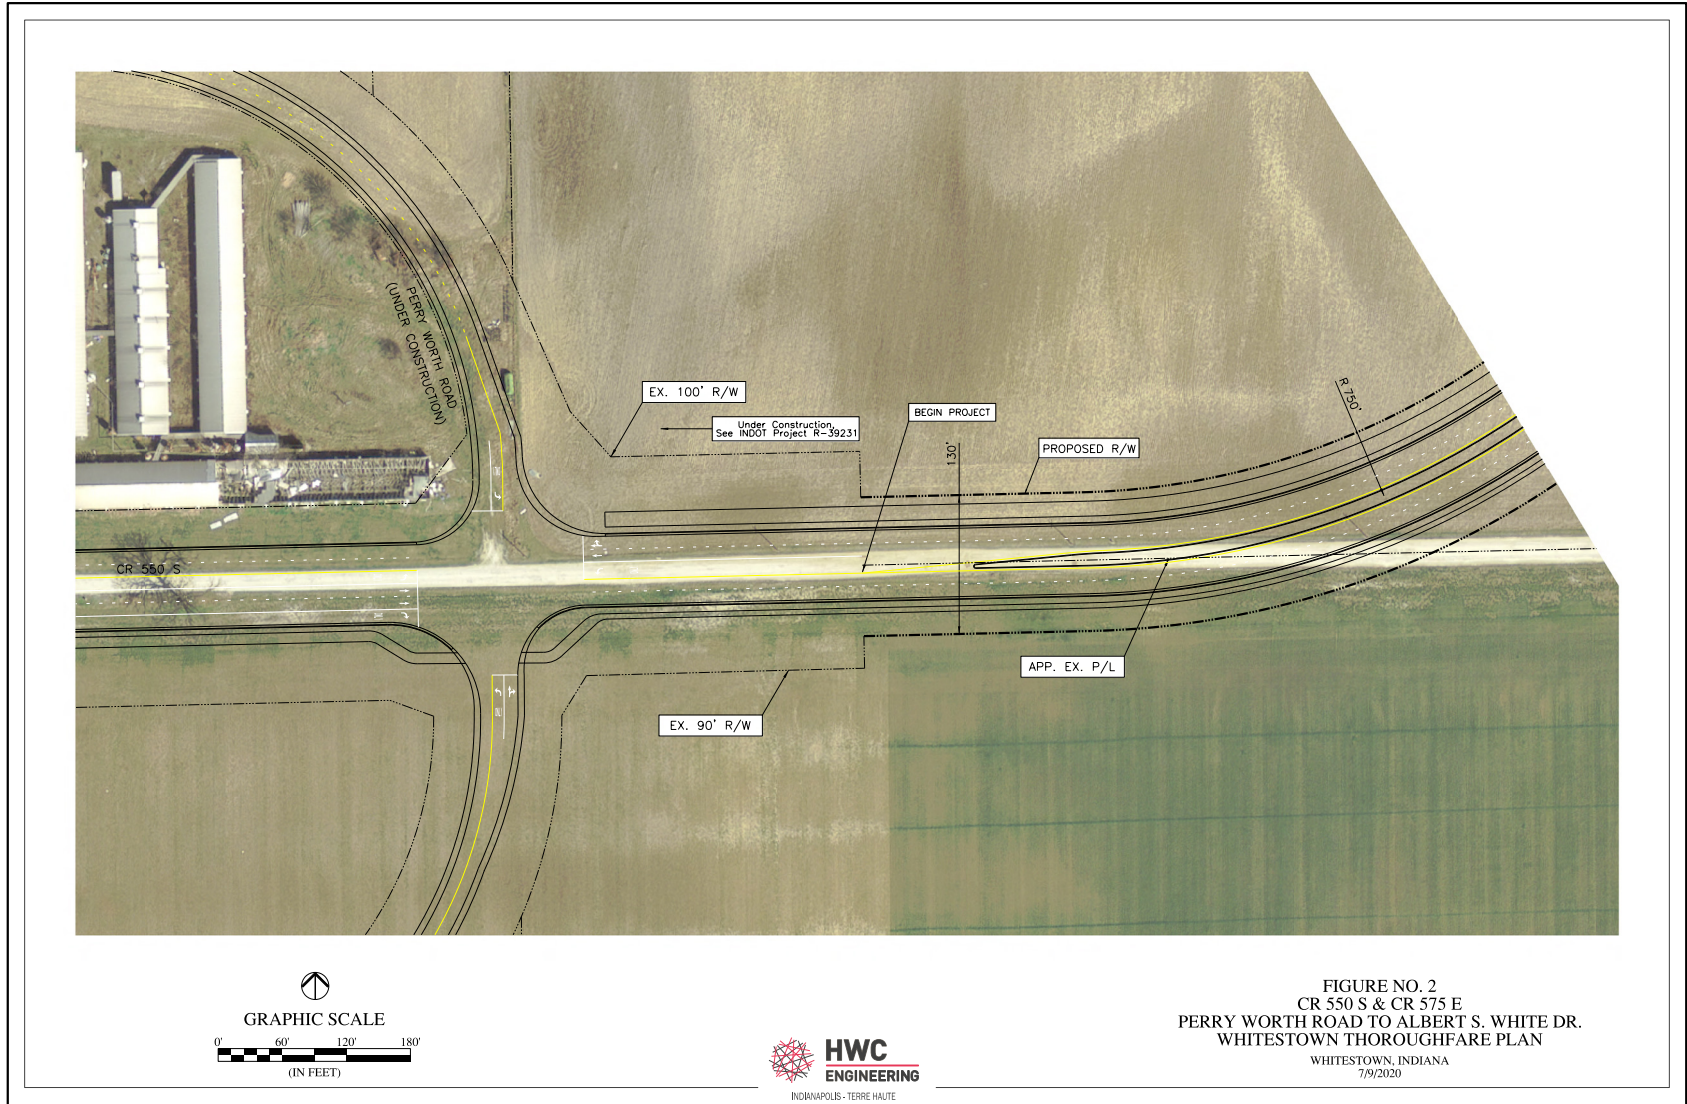 EX. 100' R/W
Under Construction,
See INDOT Project R-39231
BEGIN PROJECT
130'
PROPOSED R/W
R 750'
PERRY WORTH ROAD
(UNDER CONSTRUCTION)
CR 550 S
APP. EX. P/L
EX. 90' R/W
GRAPHIC SCALE
0' 60' 120' 180'
(IN FEET)
HWC
ENGINEERING
INDIANAPOLIS - TERRE HAUTE
FIGURE NO. 2
CR 550 S & CR 575 E
PERRY WORTH ROAD TO ALBERT S. WHITE DR.
WHITESTOWN THOROUGHFARE PLAN
WHITESTOWN, INDIANA
7/9/2020